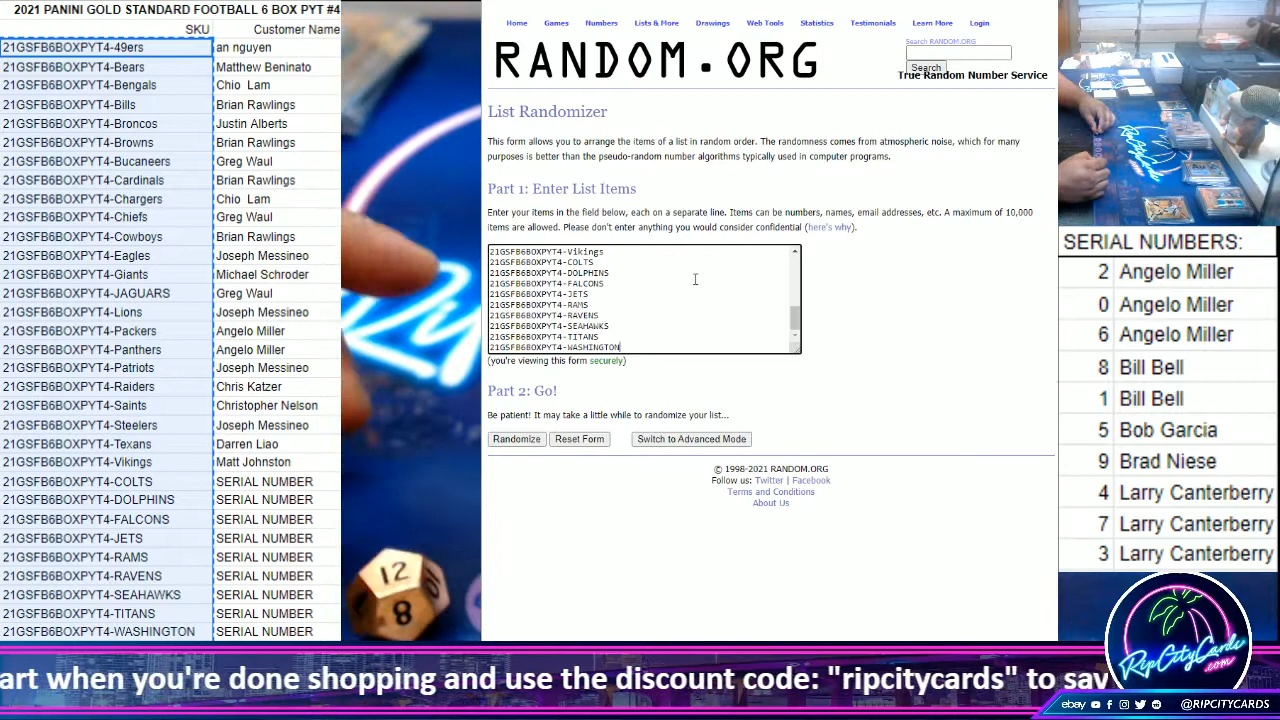 2021 PANINI GOLD STANDARD FOOTBALL 6 BOX PYT #4
SKU Customer Name
21GSFB6BOXPYT4-49ers an nguyen
21GSFB6BOXPYT4-Bears Matthew Beninato
21GSFB6BOXPYT4-Bengals Chio Lam
21GSFB6BOXPYT4-Bills Brian Rawlings
21GSFB6BOXPYT4-Broncos Justin Alberts
21GSFB6BOXPYT4-Browns Brian Rawlings
21GSFB6BOXPYT4-Bucaneers Greg Waul
21GSFB6BOXPYT4-Cardinals Brian Rawlings
21GSFB6BOXPYT4-Chargers Chio Lam
21GSFB6BOXPYT4-Chiefs Greg Waul
21GSFB6BOXPYT4-Cowboys Brian Rawlings
21GSFB6BOXPYT4-Eagles Joseph Messineo
21GSFB6BOXPYT4-Giants Michael Schroder
21GSFB6BOXPYT4-JAGUARS Greg Waul
21GSFB6BOXPYT4-Lions Joseph Messineo
21GSFB6BOXPYT4-Packers Angelo Miller
21GSFB6BOXPYT4-Panthers Angelo Miller
21GSFB6BOXPYT4-Patriots Joseph Messineo
21GSFB6BOXPYT4-Raiders Chris Katzer
21GSFB6BOXPYT4-Saints Christopher Nelson
21GSFB6BOXPYT4-Steelers Joseph Messineo
21GSFB6BOXPYT4-Texans Darren Liao
21GSFB6BOXPYT4-Vikings Matt Johnston
21GSFB6BOXPYT4-COLTS SERIAL NUMBER
21GSFB6BOXPYT4-DOLPHINS SERIAL NUMBER
21GSFB6BOXPYT4-FALCONS SERIAL NUMBER
21GSFB6BOXPYT4-JETS SERIAL NUMBER
21GSFB6BOXPYT4-RAMS SERIAL NUMBER
21GSFB6BOXPYT4-RAVENS SERIAL NUMBER
21GSFB6BOXPYT4-SEAHAWKS SERIAL NUMBER
21GSFB6BOXPYT4-TITANS SERIAL NUMBER
21GSFB6BOXPYT4-WASHINGTON SERIAL NUMBER
12
8
Home Games Numbers Lists & More Drawings Web Tools Statistics Testimonials Learn More Login
RANDOM.ORG
Search RANDOM.ORG
Search
True Random Number Service
List Randomizer
This form allows you to arrange the items of a list in random order. The randomness comes from atmospheric noise, which for many
purposes is better than the pseudo-random number algorithms typically used in computer programs.
Part 1: Enter List Items
Enter your items in the field below, each on a separate line. Items can be numbers, names, email addresses, etc. A maximum of 10,000
items are allowed. Please don't enter anything you would consider confidential (here's why).
21GSFB6BOXPYT4-Vikings
21GSFB6BOXPYT4-COLTS
21GSFB6BOXPYT4-DOLPHINS
21GSFB6BOXPYT4-FALCONS
21GSFB6BOXPYT4-JETS
21GSFB6BOXPYT4-RAMS
21GSFB6BOXPYT4-RAVENS
21GSFB6BOXPYT4-SEAHAWKS
21GSFB6BOXPYT4-TITANS
21GSFB6BOXPYT4-WASHINGTON
(you're viewing this form securely)
Part 2: Go!
Be patient! It may take a little while to randomize your list...
Randomize Reset Form Switch to Advanced Mode
© 1998-2021 RANDOM.ORG
Follow us: Twitter | Facebook
Terms and Conditions
About Us
SERIAL NUMBERS:
2 Angelo Miller
0 Angelo Miller
6 Angelo Miller
8 Bill Bell
1 Bill Bell
5 Bob Garcia
9 Brad Niese
4 Larry Canterberry
7 Larry Canterberry
3 Larry Canterberry
RipCityCards
.com
art when you're done shopping and use the discount code: "ripcitycards" to sav
ebay @RIPCITYCARDS